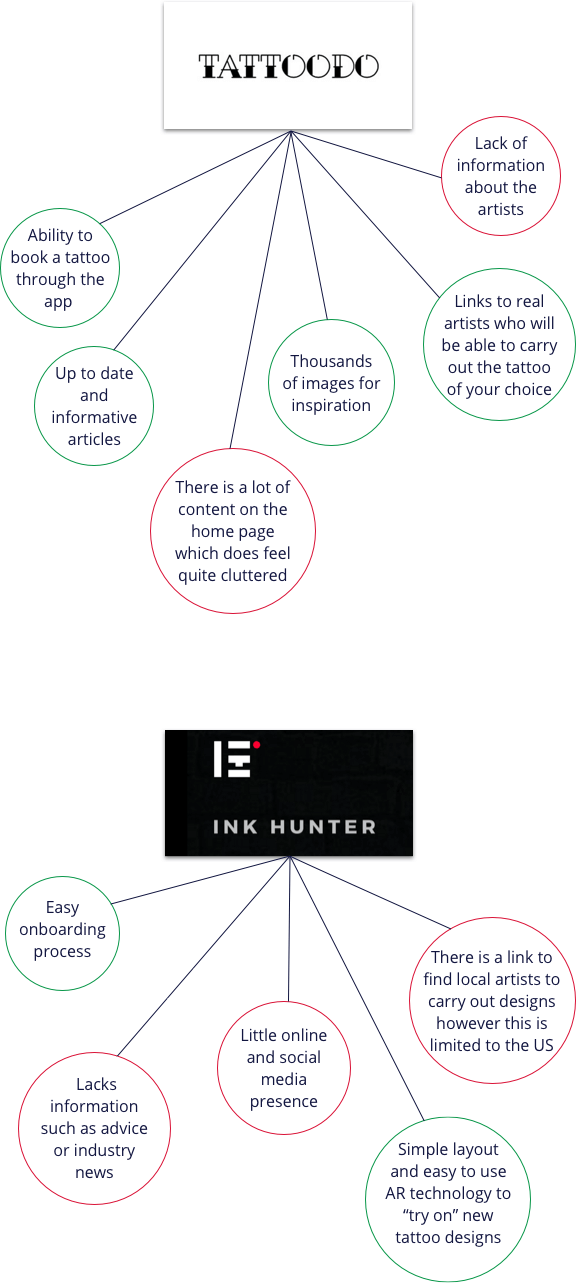 TATTOODO
Lack of
information
about the
artists
Ability to
book a tattoo
through the
app
Links to real
artists who will
be able to carry
out the tattoo
of your choice
Thousands
of images for
inspiration
Up to date
and
informative
articles
There is a lot of
content on the
home page
which does feel
quite cluttered
INK HUNTER
Easy
onboarding
process
There is a link to
find local artists to
carry out designs
however this is
limited to the US
Little online
and social
media
presence
Lacks
information
such as advice
or industry
news
Simple layout
and easy to use
AR technology to
“try on” new
tattoo designs